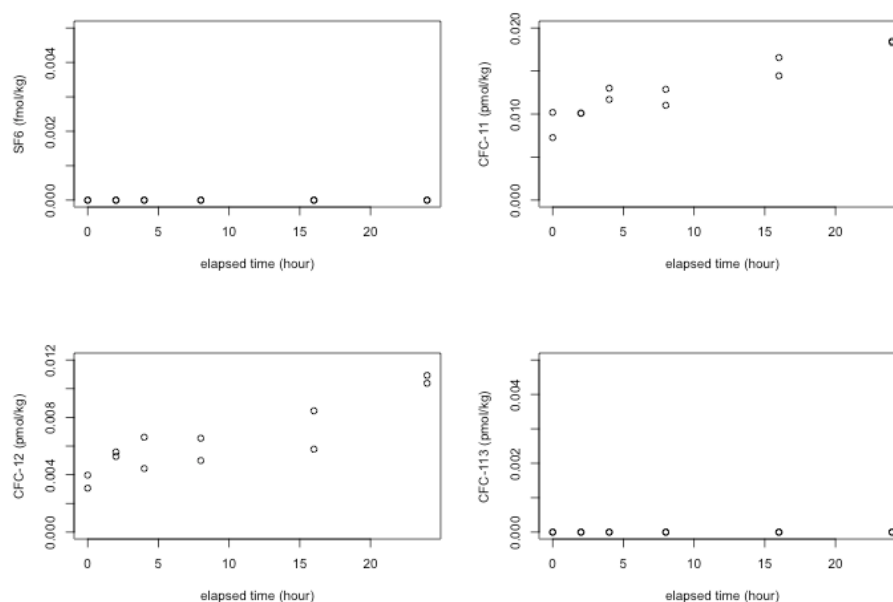 SF6 (fmol/kg)
0.004
0.002
0.000
0 5 10 15 20
elapsed time (hour)
CFC-11 (pmol/kg)
0.020
0.010
0.000
0 5 10 15 20
elapsed time (hour)
CFC-12 (pmol/kg)
0.012
0.008
0.004
0.000
0 5 10 15 20
elapsed time (hour)
CFC-113 (pmol/kg)
0.004
0.002
0.000
0 5 10 15 20
elapsed time (hour)